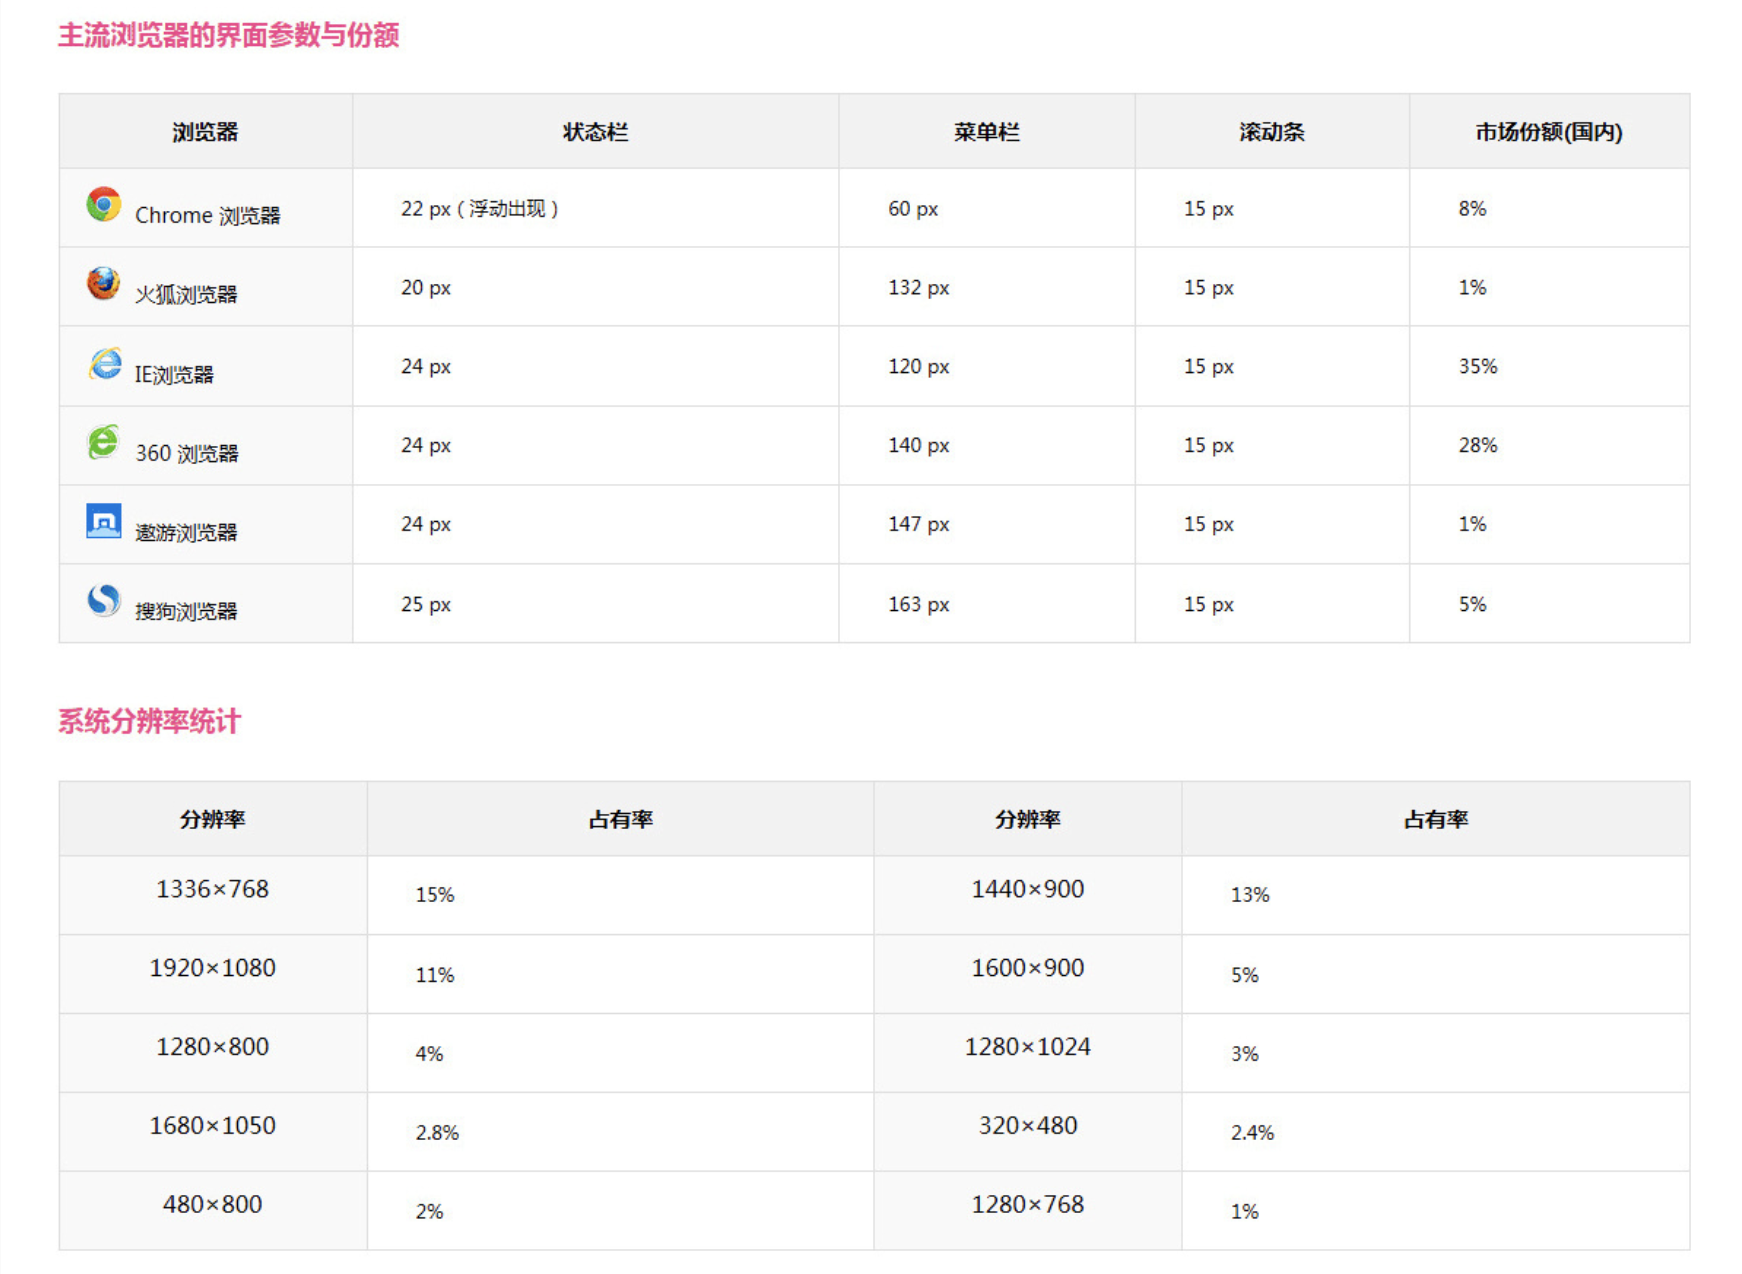 主流浏览器的界面参数与份额
浏览器 状态栏 菜单栏 滚动条 市场份额(国内)
Chrome 浏览器 22 px ( 浮动出现 ) 60 px 15 px 8%
火狐浏览器 20 px 132 px 15 px 1%
IE浏览器 24 px 120 px 15 px 35%
360 浏览器 24 px 140 px 15 px 28%
遨游浏览器 24 px 147 px 15 px 1%
搜狗浏览器 25 px 163 px 15 px 5%
系统分辨率统计
分辨率 占有率 分辨率 占有率
1336×768 15% 1440×900 13%
1920×1080 11% 1600×900 5%
1280×800 4% 1280×1024 3%
1680×1050 2.8% 320×480 2.4%
480×800 2% 1280×768 1%